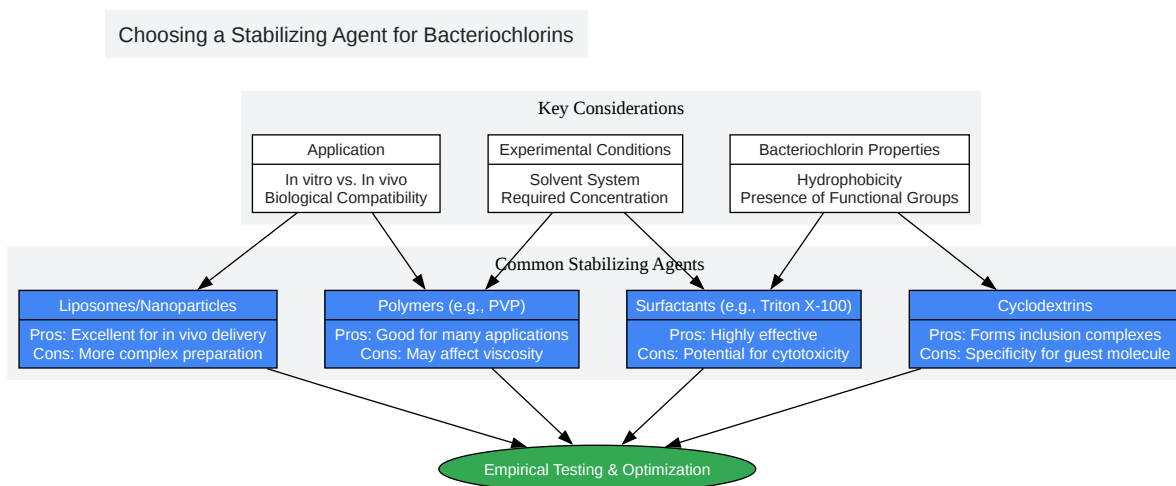 Choosing a Stabilizing Agent for Bacteriochlorins
Key Considerations
Application
In vitro vs. In vivo
Biological Compatibility
Experimental Conditions
Solvent System
Required Concentration
Bacteriochlorin Properties
Hydrophobicity
Presence of Functional Groups
Common Stabilizing Agents
Liposomes/Nanoparticles
Pros: Excellent for in vivo delivery
Cons: More complex preparation
Polymers (e.g., PVP)
Pros: Good for many applications
Cons: May affect viscosity
Surfactants (e.g., Triton X-100)
Pros: Highly effective
Cons: Potential for cytotoxicity
Cyclodextrins
Pros: Forms inclusion complexes
Cons: Specificity for guest molecule
Empirical Testing & Optimization